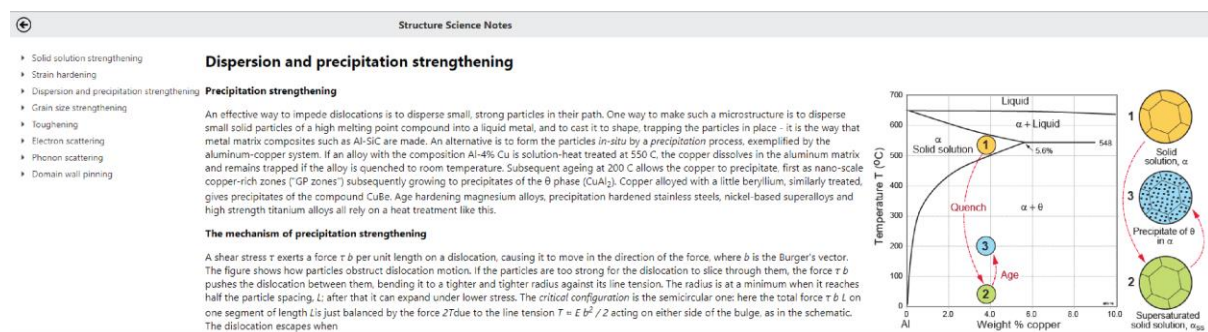 Structure Science Notes
Solid solution strengthening
Strain hardening
Dispersion and precipitation strengthening
Grain size strengthening
Toughening
Electron scattering
Phonon scattering
Domain wall pinning
Dispersion and precipitation strengthening
Precipitation strengthening
An effective way to impede dislocations is to disperse small, strong particles in their path. One way to make such a microstructure is to disperse
small solid particles of a high melting point compound into a liquid metal, and to cast it to shape, trapping the particles in place - it is the way that
metal matrix composites such as Al-SiC are made. An alternative is to form the particles in-situ by a precipitation process, exemplified by the
aluminum-copper system. If an alloy with the composition Al-4% Cu is solution-heat treated at 550 C, the copper dissolves in the aluminum matrix
and remains trapped if the alloy is quenched to room temperature. Subsequent ageing at 200 C allows the copper to precipitate, first as nano-scale
copper-rich zones ("GP zones") subsequently growing to precipitates of the θ phase (CuAl₂). Copper alloyed with a little beryllium, similarly treated,
gives precipitates of the compound CuBe. Age hardening magnesium alloys, precipitation hardened stainless steels, nickel-based superalloys and
high strength titanium alloys all rely on a heat treatment like this.
The mechanism of precipitation strengthening
A shear stress τ exerts a force τ b per unit length on a dislocation, causing it to move in the direction of the force, where b is the Burger's vector.
The figure shows how particles obstruct dislocation motion. If the particles are too strong for the dislocation to slice through them, the force τ b
pushes the dislocation between them, bending it to a tighter and tighter radius against its line tension. The radius is at a minimum when it reaches
half the particle spacing, L; after that it can expand under lower stress. The critical configuration is the semicircular one: here the total force τ b L on
one segment of length Lis just balanced by the force 2Tdue to the line tension T ≈ E b² / 2 acting on either side of the bulge, as in the schematic.
The dislocation escapes when
Temperature T (°C)
700
600
500
400
300
200
100
0
Liquid
α + Liquid
α
Solid solution
1
548
5.6%
Quench
α + θ
3
Age
2
0 2.0 4.0 6.0 8.0 10.0
Al
Weight % copper
1
Solid
solution, α
3
Precipitate of θ
in α
2
Supersaturated
solid solution, αss